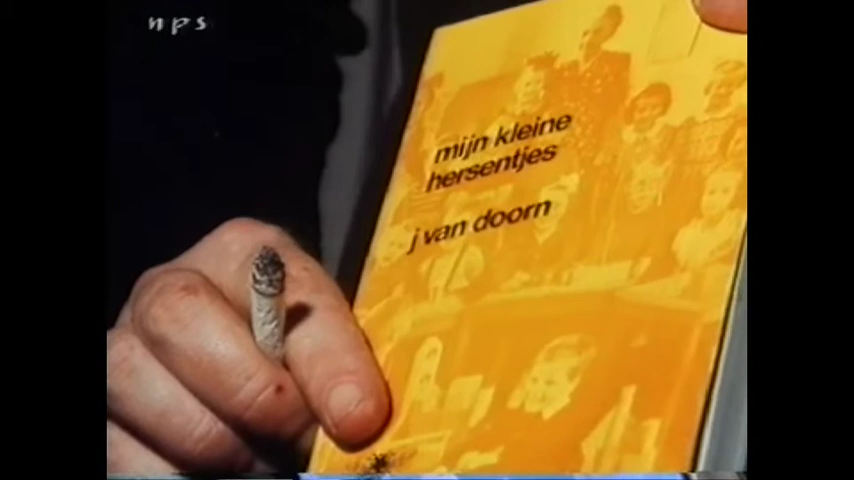 nps
mijn kleine
hersentjes
j van doorn